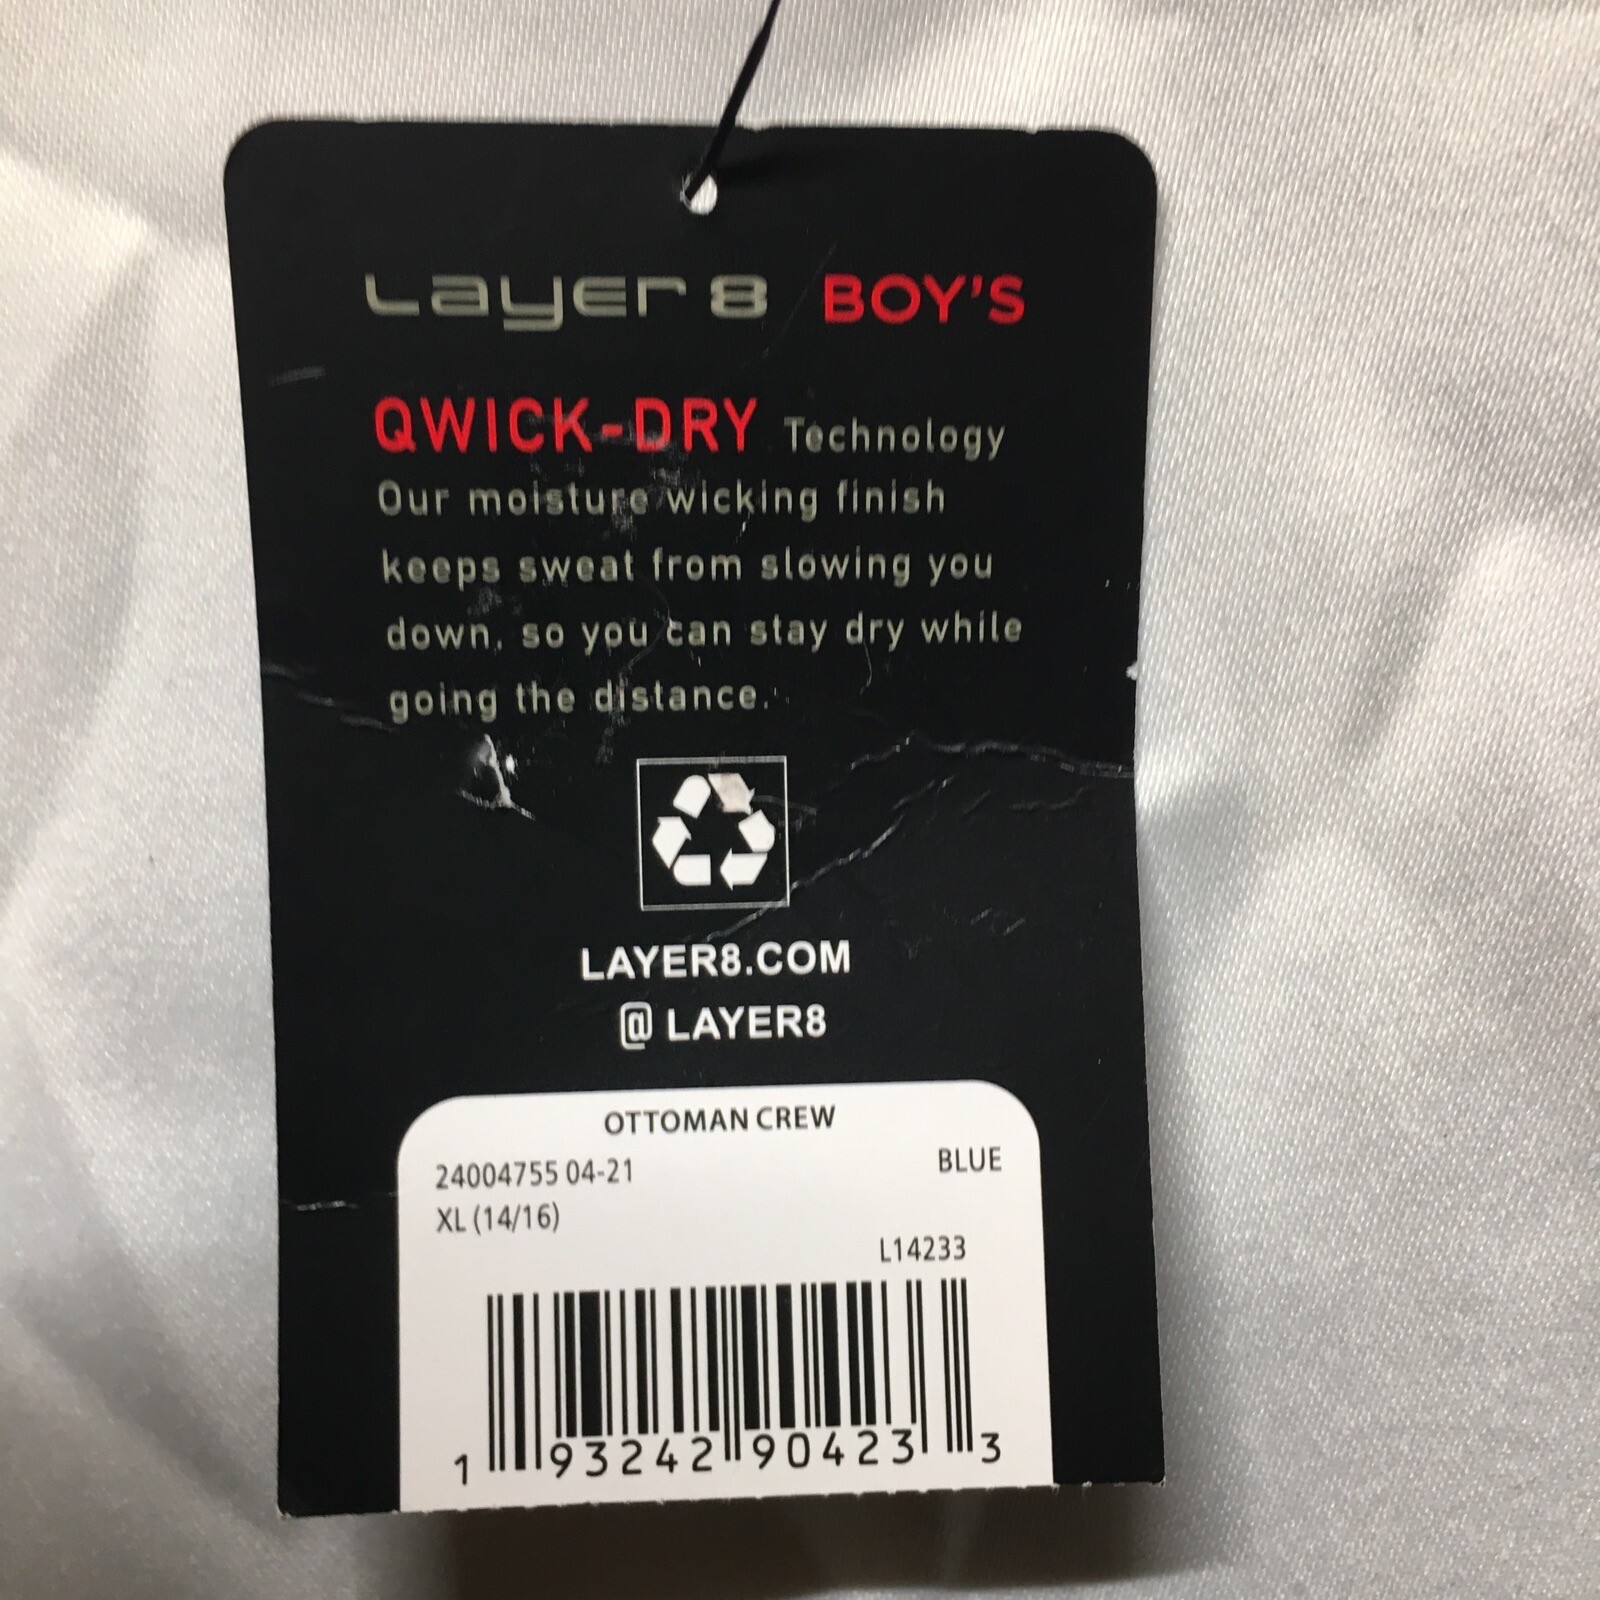 Layer 8 BOY'S
QWICK-DRY Technology
Our moisture wicking finish
keeps sweat from slowing you
down, so you can stay dry while
going the distance.
LAYER8.COM
@ LAYER8
OTTOMAN CREW
24004755 04-21 BLUE
XL (14/16)
L14233
1 93242 90423 3